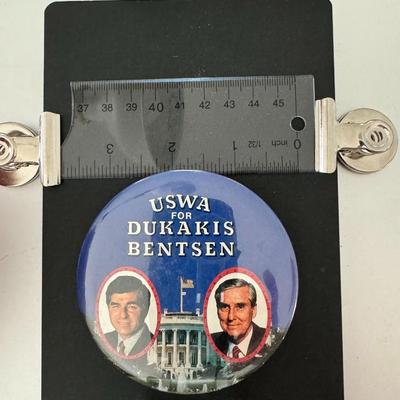 37 38 39 40 41 42 43 44 45
3 2 1 0
inch 1/32
USWA
FOR
DUKAKIS
BENTSEN